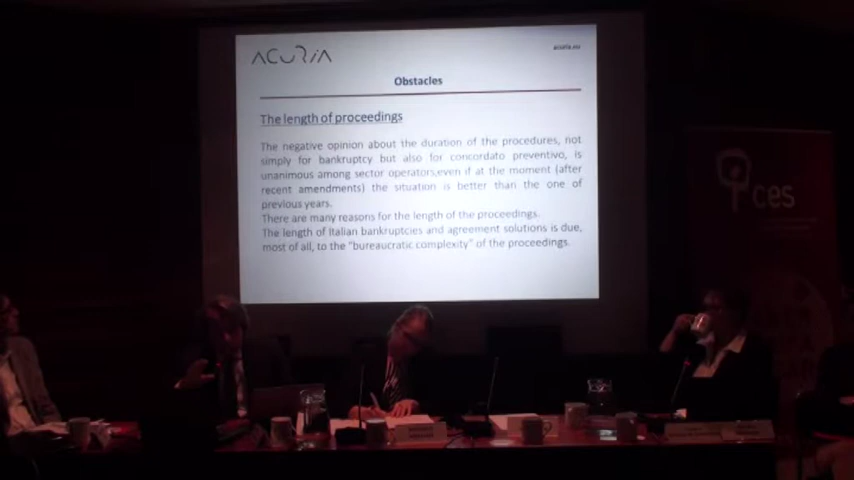 ACURIA
acuria.eu
Obstacles
The length of proceedings
The negative opinion about the duration of the procedures, not
simply for bankruptcy but also for concordato preventivo, is
unanimous among sector operators,even if at the moment (after
recent amendments) the situation is better than the one of
previous years.
There are many reasons for the length of the proceedings.
The length of Italian bankruptcies and agreement solutions is due,
most of all, to the “bureaucratic complexity” of the proceedings.
ces